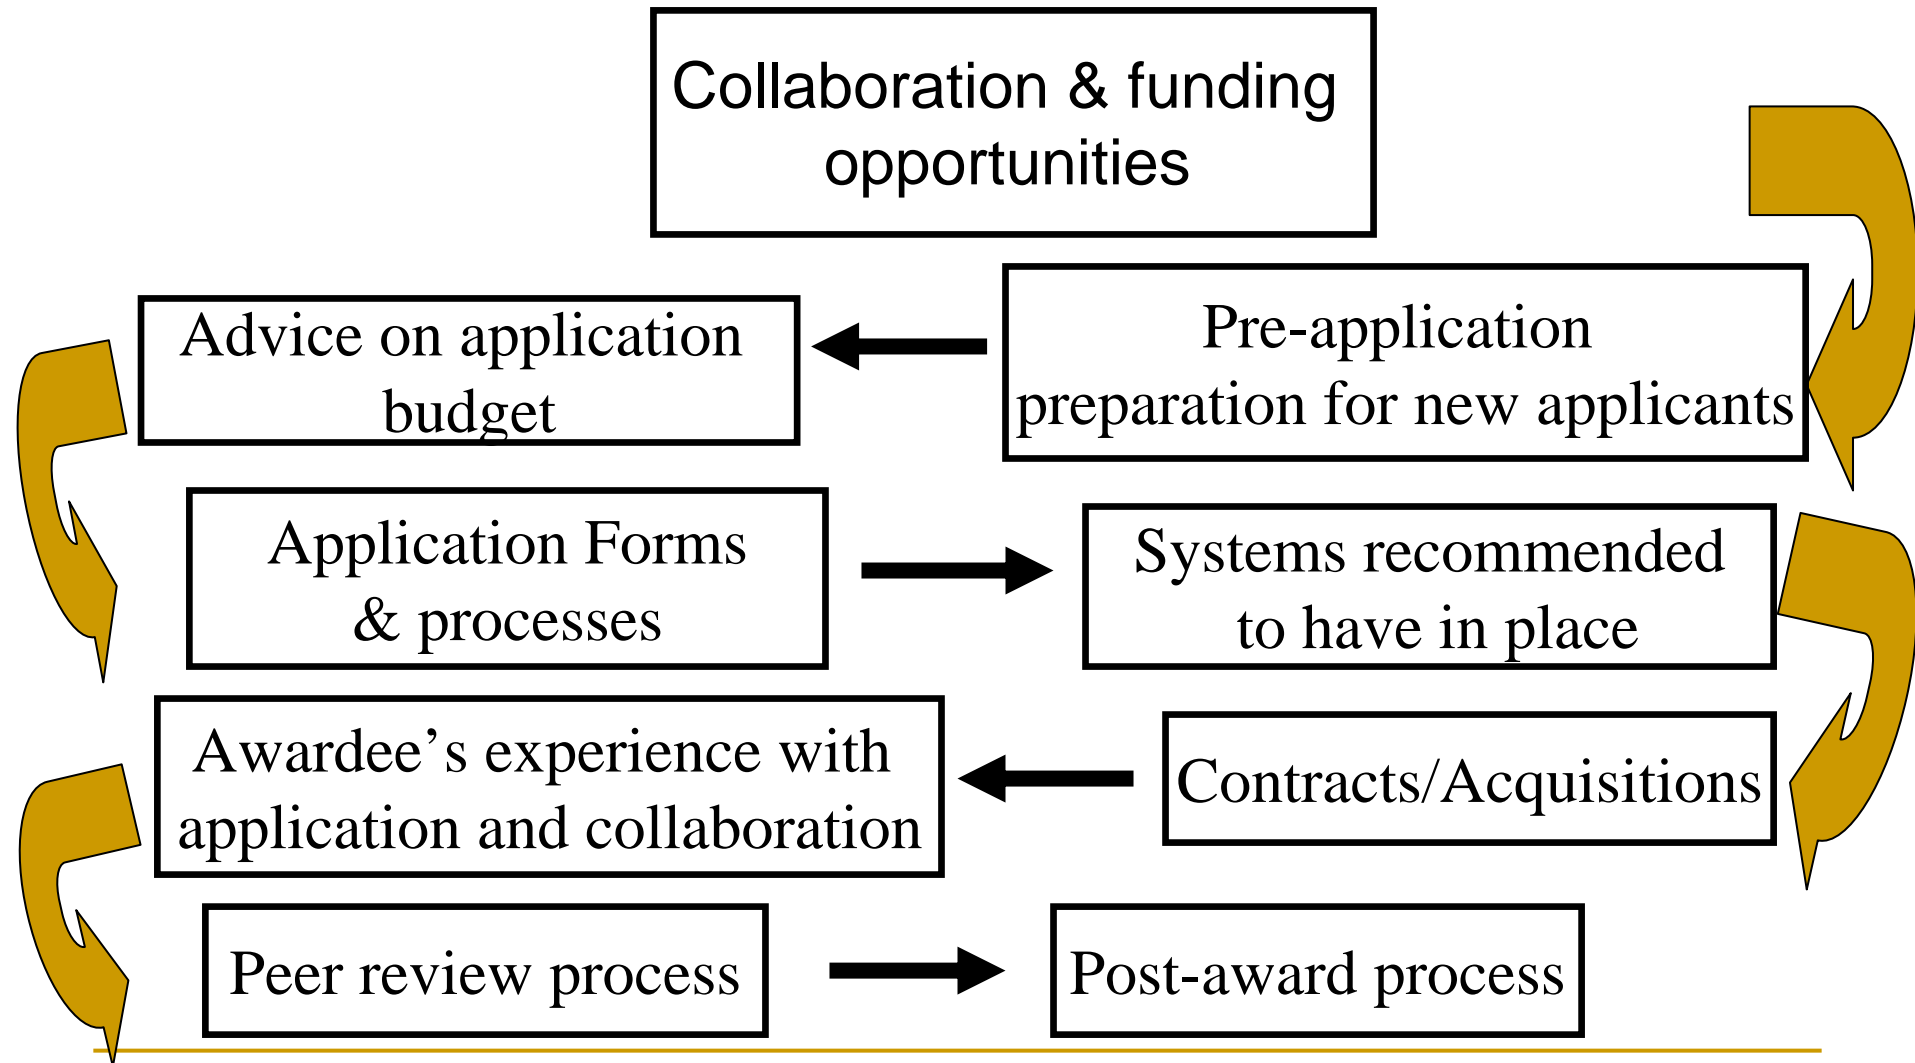 Collaboration & funding
opportunities
Pre-application
preparation for new applicants
Advice on application
budget
Application Forms
& processes
Systems recommended
to have in place
Contracts/Acquisitions
Awardee’s experience with
application and collaboration
Peer review process
Post-award process